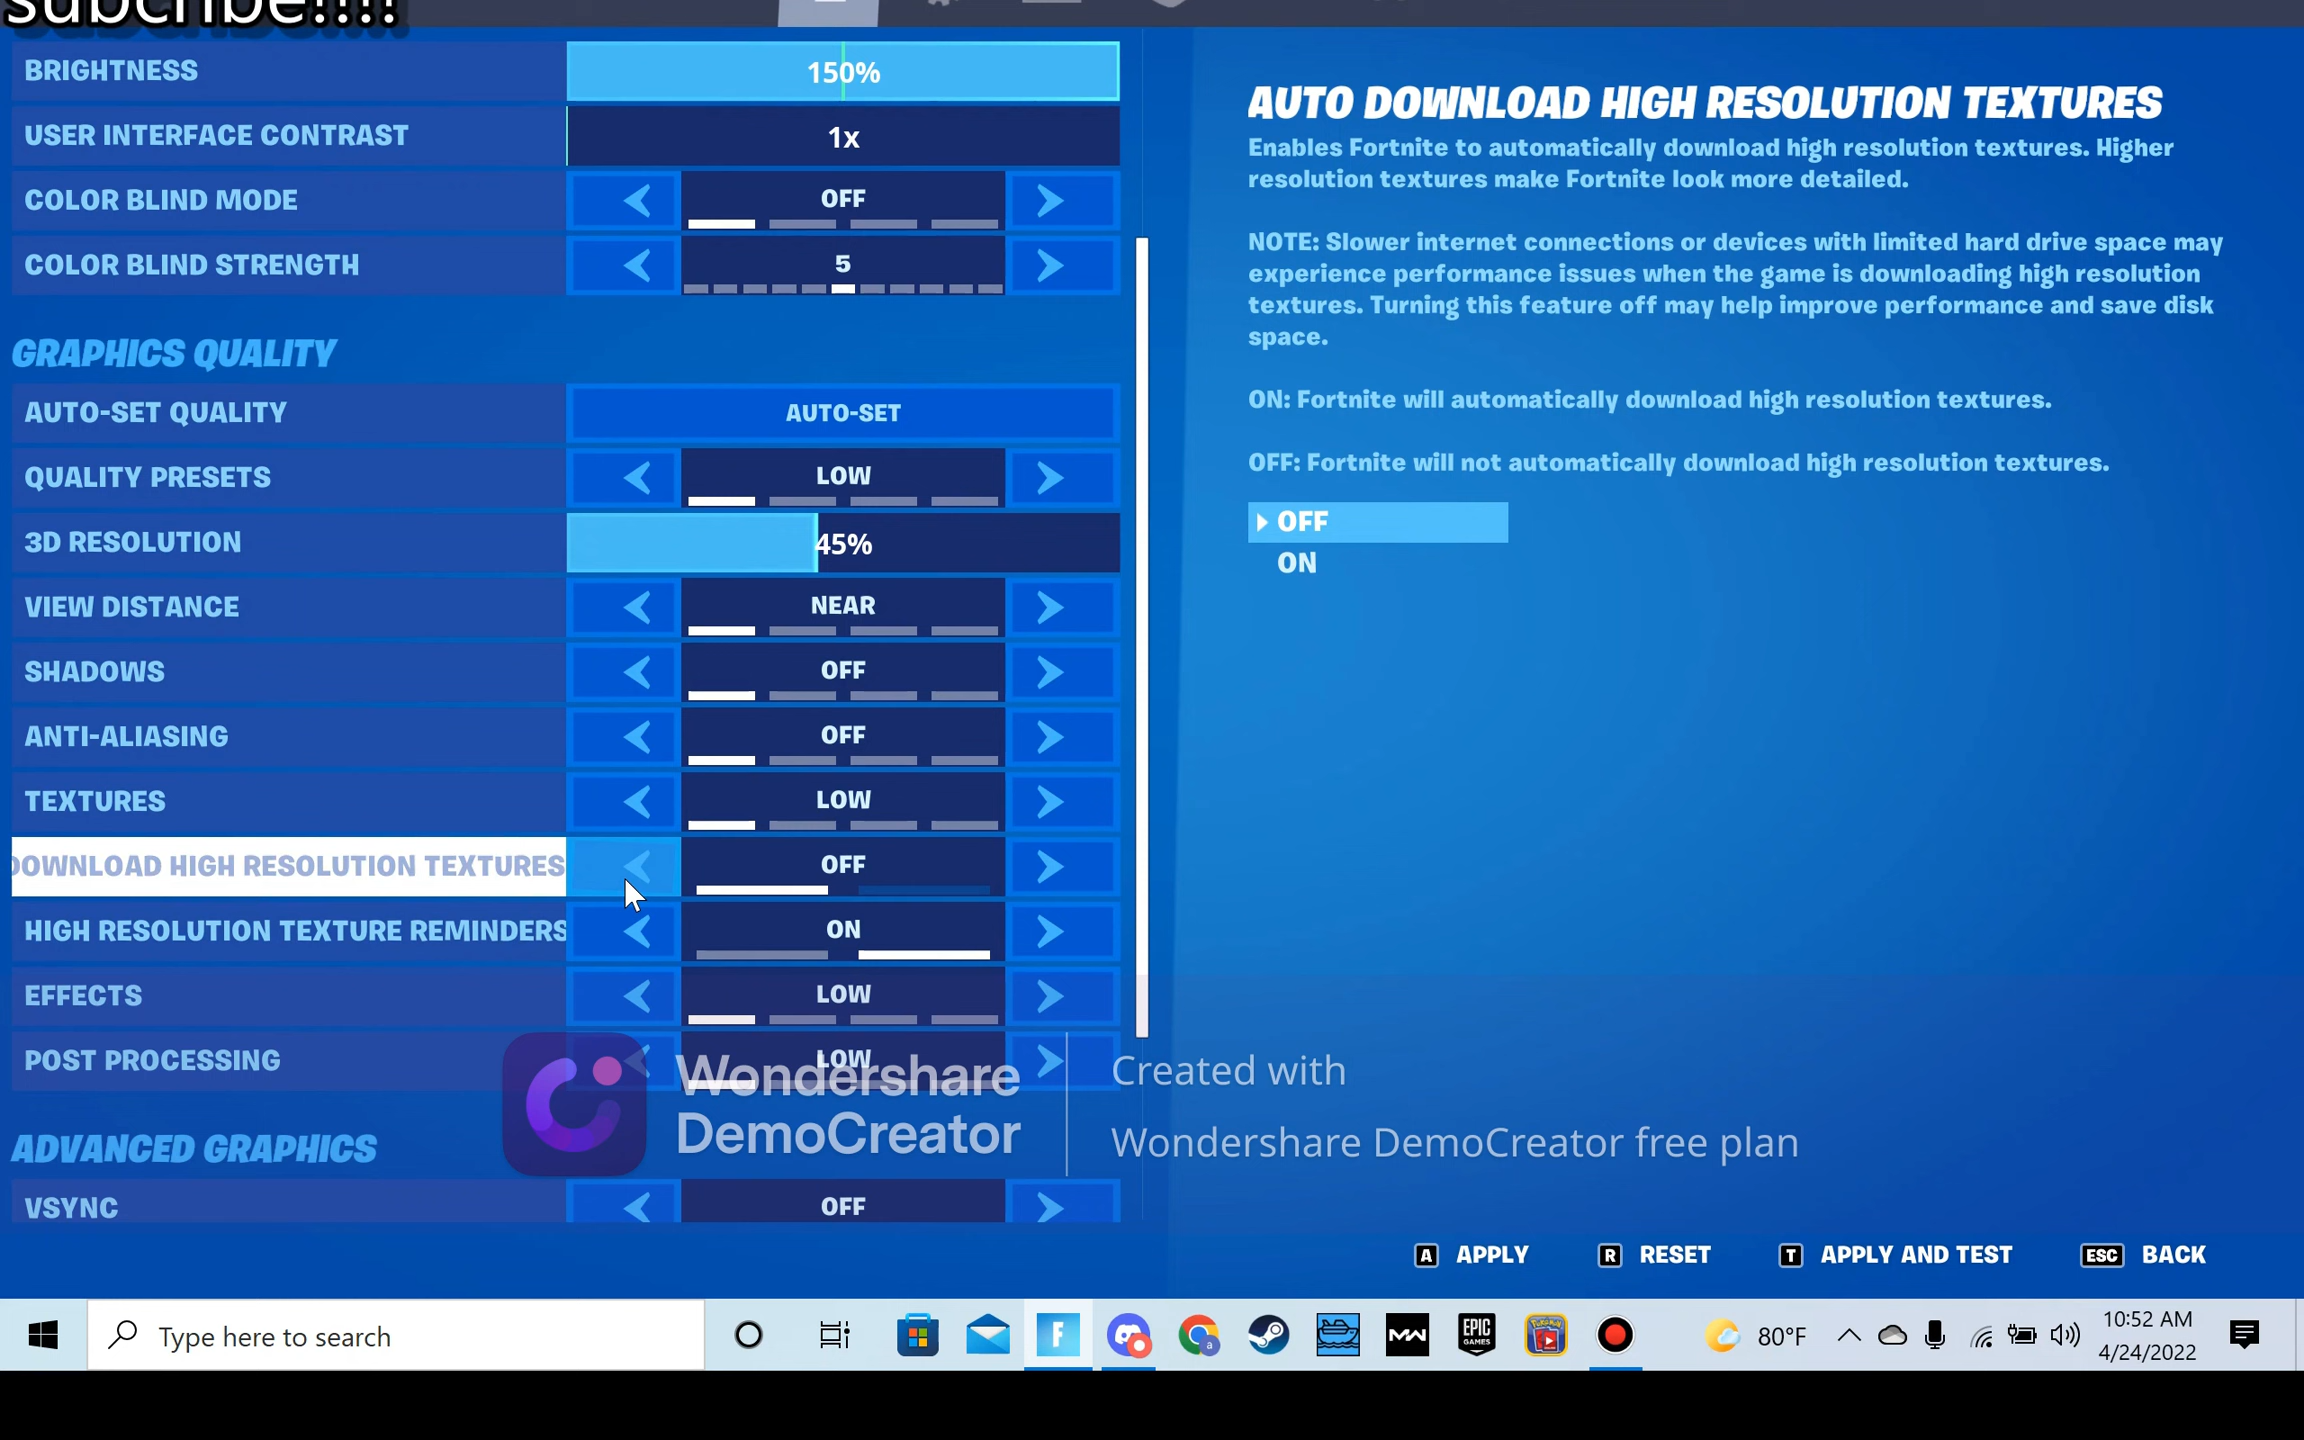 subcribe!!!!
BRIGHTNESS 150%
USER INTERFACE CONTRAST 1x
COLOR BLIND MODE OFF
COLOR BLIND STRENGTH 5
GRAPHICS QUALITY
AUTO-SET QUALITY AUTO-SET
QUALITY PRESETS LOW
3D RESOLUTION 45%
VIEW DISTANCE NEAR
SHADOWS OFF
ANTI-ALIASING OFF
TEXTURES LOW
DOWNLOAD HIGH RESOLUTION TEXTURES OFF
HIGH RESOLUTION TEXTURE REMINDERS ON
EFFECTS LOW
POST PROCESSING LOW
ADVANCED GRAPHICS
VSYNC OFF
AUTO DOWNLOAD HIGH RESOLUTION TEXTURES
Enables Fortnite to automatically download high resolution textures. Higher
resolution textures make Fortnite look more detailed.
NOTE: Slower internet connections or devices with limited hard drive space may
experience performance issues when the game is downloading high resolution
textures. Turning this feature off may help improve performance and save disk
space.
ON: Fortnite will automatically download high resolution textures.
OFF: Fortnite will not automatically download high resolution textures.
OFF
ON
Wondershare
DemoCreator
Created with
Wondershare DemoCreator free plan
A APPLY R RESET T APPLY AND TEST ESC BACK
Type here to search
F
a
MW
EPIC
GAMES
80°F
10:52 AM
4/24/2022